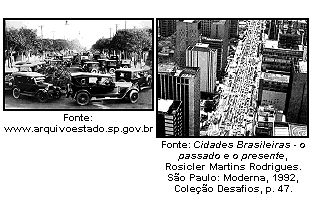 Fonte:
www.arquivoestado.sp.gov.br
Fonte: Cidades Brasileiras - o
passado e o presente,
Rosicler Martins Rodrigues.
São Paulo: Moderna, 1992,
Coleção Desafios, p. 47.